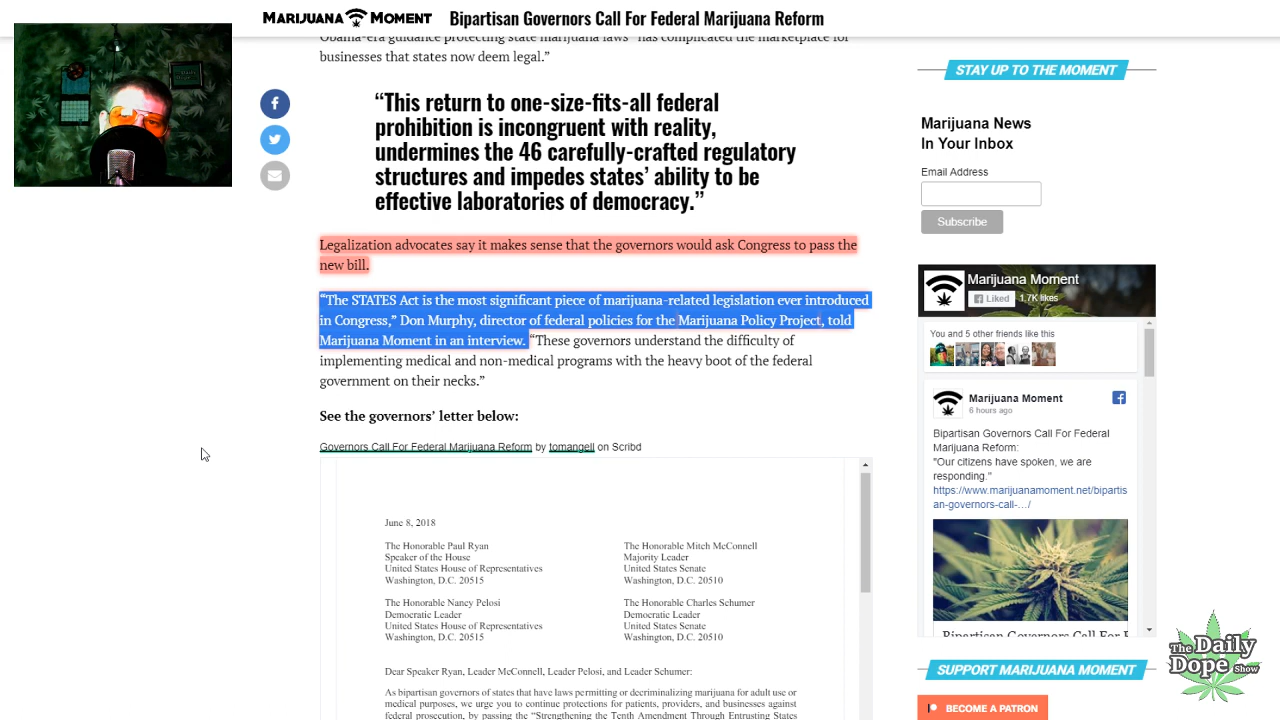 MARIJUANA MOMENT Bipartisan Governors Call For Federal Marijuana Reform
Obama-era guidance protecting state marijuana laws “has complicated the marketplace for
businesses that states now deem legal.”
“This return to one-size-fits-all federal
prohibition is incongruent with reality,
undermines the 46 carefully-crafted regulatory
structures and impedes states’ ability to be
effective laboratories of democracy.”
Legalization advocates say it makes sense that the governors would ask Congress to pass the
new bill.
“The STATES Act is the most significant piece of marijuana-related legislation ever introduced
in Congress,” Don Murphy, director of federal policies for the Marijuana Policy Project, told
Marijuana Moment in an interview. “These governors understand the difficulty of
implementing medical and non-medical programs with the heavy boot of the federal
government on their necks.”
See the governors’ letter below:
Governors Call For Federal Marijuana Reform by tomangell on Scribd
June 8, 2018
The Honorable Paul Ryan
Speaker of the House
United States House of Representatives
Washington, D.C. 20515
The Honorable Mitch McConnell
Majority Leader
United States Senate
Washington, D.C. 20510
The Honorable Nancy Pelosi
Democratic Leader
United States House of Representatives
Washington, D.C. 20515
The Honorable Charles Schumer
Democratic Leader
United States Senate
Washington, D.C. 20510
Dear Speaker Ryan, Leader McConnell, Leader Pelosi, and Leader Schumer:
As bipartisan governors of states that have laws permitting or decriminalizing marijuana for adult use or
medical purposes, we urge you to continue protections for patients, providers, and businesses against
federal prosecution, by passing the “Strengthening the Tenth Amendment Through Entrusting States
STAY UP TO THE MOMENT
Marijuana News
In Your Inbox
Email Address
Subscribe
Marijuana Moment
Liked 1.7K likes
You and 5 other friends like this
Marijuana Moment
6 hours ago
Bipartisan Governors Call For Federal
Marijuana Reform:
"Our citizens have spoken, we are
responding."
https://www.marijuanamoment.net/bipartis
an-governors-call-…/
Bipartisan Governors Call For F
SUPPORT MARIJUANA MOMENT
BECOME A PATRON
The Daily
Dope Show